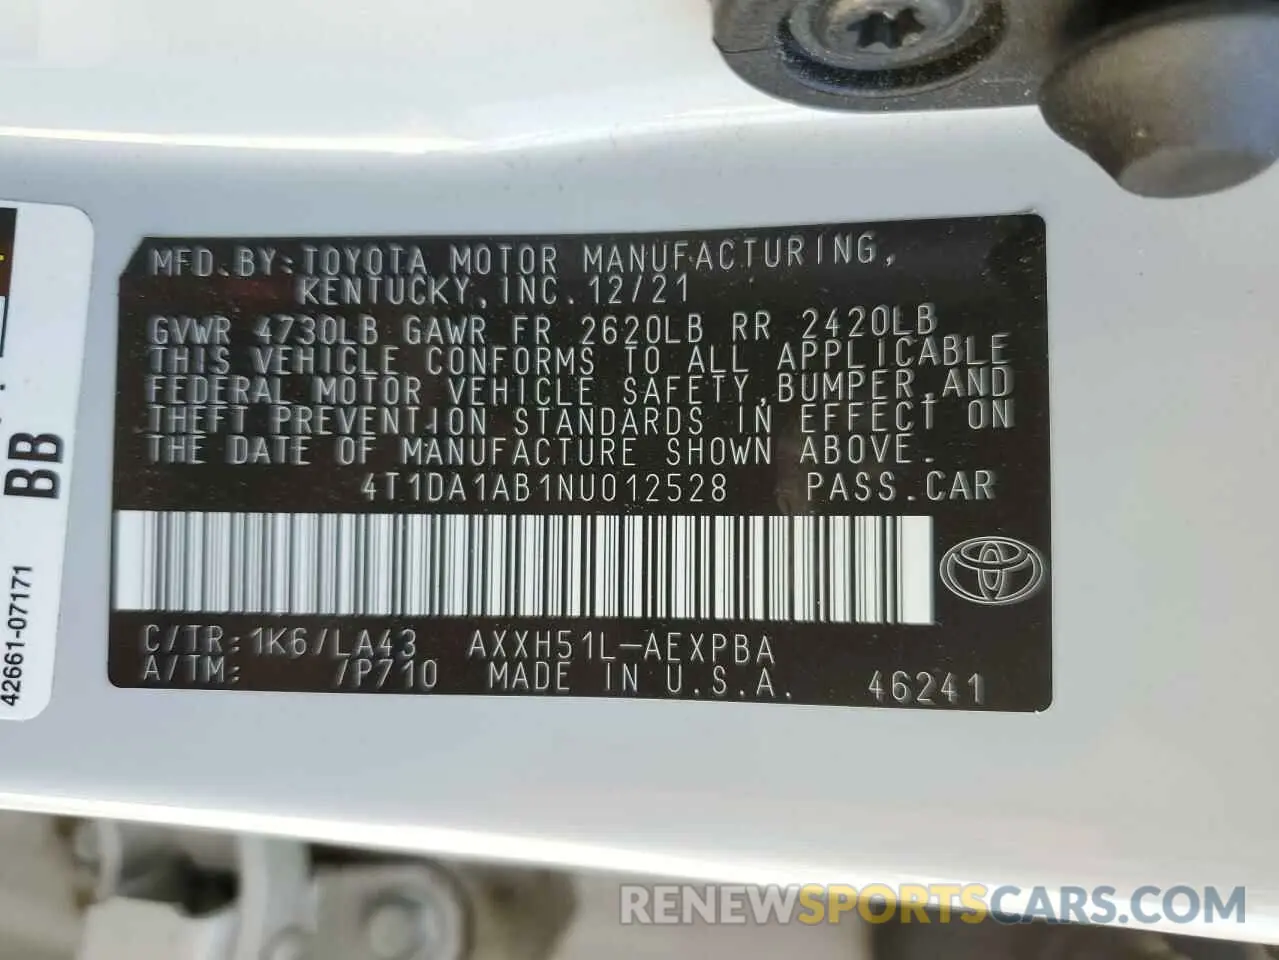 MFD.BY:TOYOTA MOTOR MANUFACTURING,
KENTUCKY,INC.12/21
GVWR 4730LB GAWR FR 2620LB RR 2420LB
THIS VEHICLE CONFORMS TO ALL APPLICABLE
FEDERAL MOTOR VEHICLE SAFETY,BUMPER,AND
THEFT PREVENTION STANDARDS IN EFFECT ON
THE DATE OF MANUFACTURE SHOWN ABOVE.
4T1DA1AB1NU012528 PASS.CAR
C/TR:1K6/LA43 AXXH51L-AEXPBA
A/TM: /P710 MADE IN U.S.A. 46241
BB
42661-07171
RENEWSPORTSCARS.COM